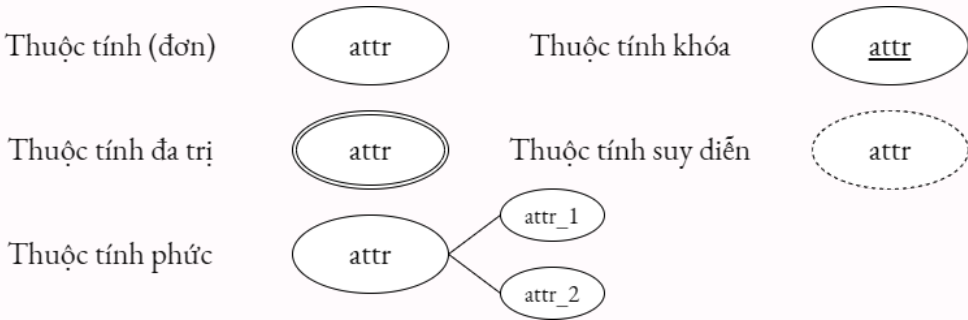 Thuộc tính (đơn)
attr
Thuộc tính khóa
attr
Thuộc tính đa trị
attr
Thuộc tính suy diễn
attr
Thuộc tính phức
attr
attr_1
attr_2